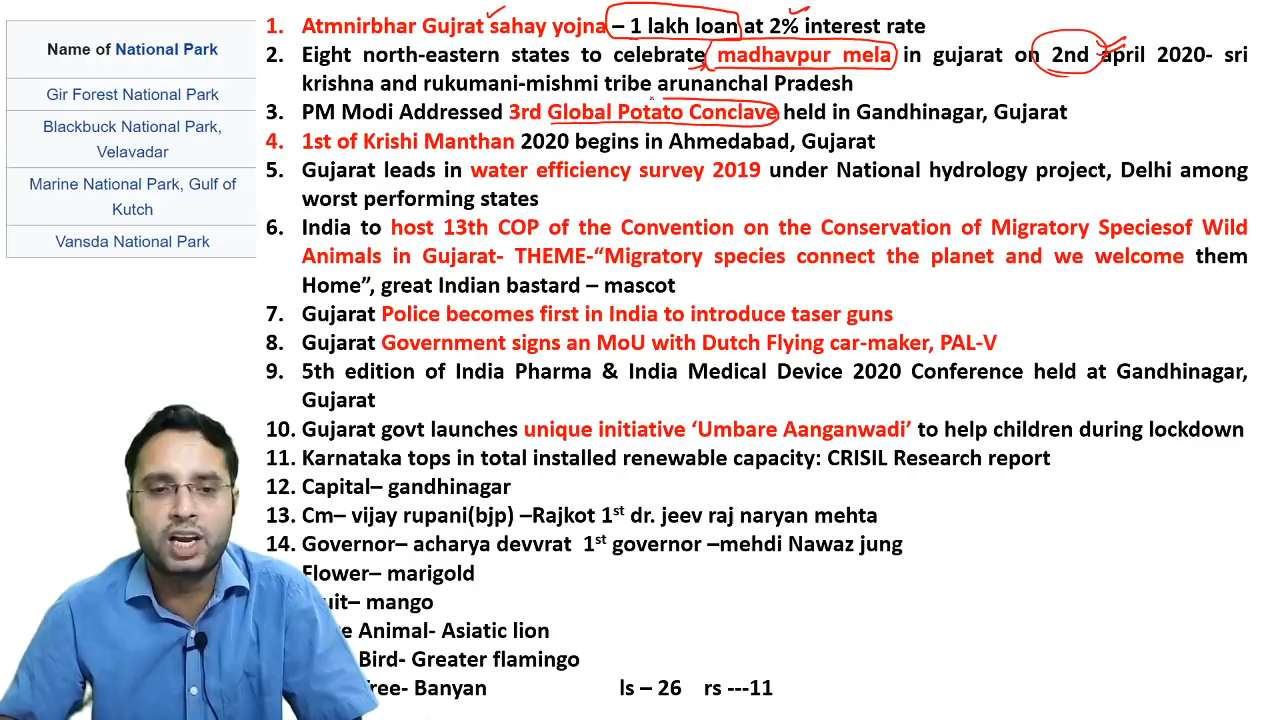 Name of National Park
Gir Forest National Park
Blackbuck National Park,
Velavadar
Marine National Park, Gulf of
Kutch
Vansda National Park
1. Atmnirbhar Gujrat sahay yojna – 1 lakh loan at 2% interest rate
2. Eight north-eastern states to celebrate madhavpur mela in gujarat on 2nd april 2020- sri
krishna and rukumani-mishmi tribe arunanchal Pradesh
3. PM Modi Addressed 3rd Global Potato Conclave held in Gandhinagar, Gujarat
4. 1st of Krishi Manthan 2020 begins in Ahmedabad, Gujarat
5. Gujarat leads in water efficiency survey 2019 under National hydrology project, Delhi among
worst performing states
6. India to host 13th COP of the Convention on the Conservation of Migratory Speciesof Wild
Animals in Gujarat- THEME-“Migratory species connect the planet and we welcome them
Home”, great Indian bastard – mascot
7. Gujarat Police becomes first in India to introduce taser guns
8. Gujarat Government signs an MoU with Dutch Flying car-maker, PAL-V
9. 5th edition of India Pharma & India Medical Device 2020 Conference held at Gandhinagar,
Gujarat
10. Gujarat govt launches unique initiative ‘Umbare Aanganwadi’ to help children during lockdown
11. Karnataka tops in total installed renewable capacity: CRISIL Research report
12. Capital– gandhinagar
13. Cm– vijay rupani(bjp) –Rajkot 1st dr. jeev raj naryan mehta
14. Governor– acharya devvrat 1st governor –mehdi Nawaz jung
Flower– marigold
mango
Animal- Asiatic lion
Bird- Greater flamingo
Banyan ls – 26 rs ---11